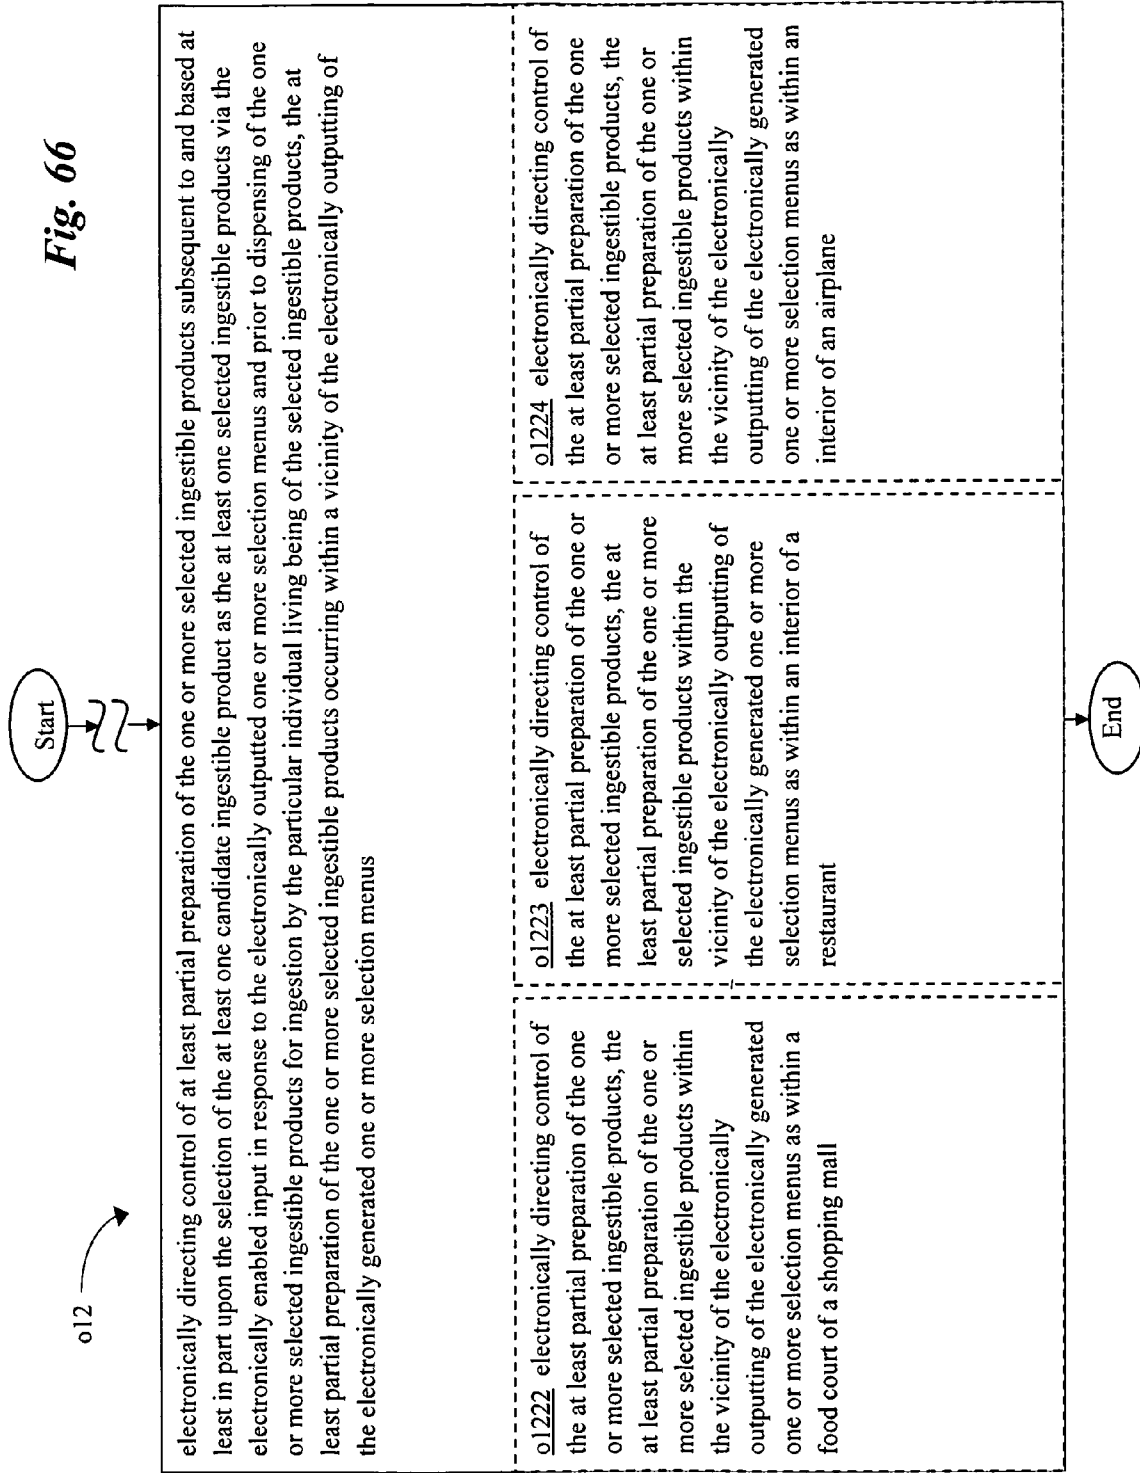 Fig. 66
Start
o12
electronically directing control of at least partial preparation of the one or more selected ingestible products subsequent to and based at
least in part upon the selection of the at least one candidate ingestible product as the at least one selected ingestible products via the
electronically enabled input in response to the electronically outputted one or more selection menus and prior to dispensing of the one
or more selected ingestible products for ingestion by the particular individual living being of the selected ingestible products, the at
least partial preparation of the one or more selected ingestible products occurring within a vicinity of the electronically outputting of
the electronically generated one or more selection menus
o1222 electronically directing control of
the at least partial preparation of the one
or more selected ingestible products, the
at least partial preparation of the one or
more selected ingestible products within
the vicinity of the electronically
outputting of the electronically generated
one or more selection menus as within a
food court of a shopping mall
o1223 electronically directing control of
the at least partial preparation of the one or
more selected ingestible products, the at
least partial preparation of the one or more
selected ingestible products within the
vicinity of the electronically outputting of
the electronically generated one or more
selection menus as within an interior of a
restaurant
o1224 electronically directing control of
the at least partial preparation of the one
or more selected ingestible products, the
at least partial preparation of the one or
more selected ingestible products within
the vicinity of the electronically
outputting of the electronically generated
one or more selection menus as within an
interior of an airplane
End